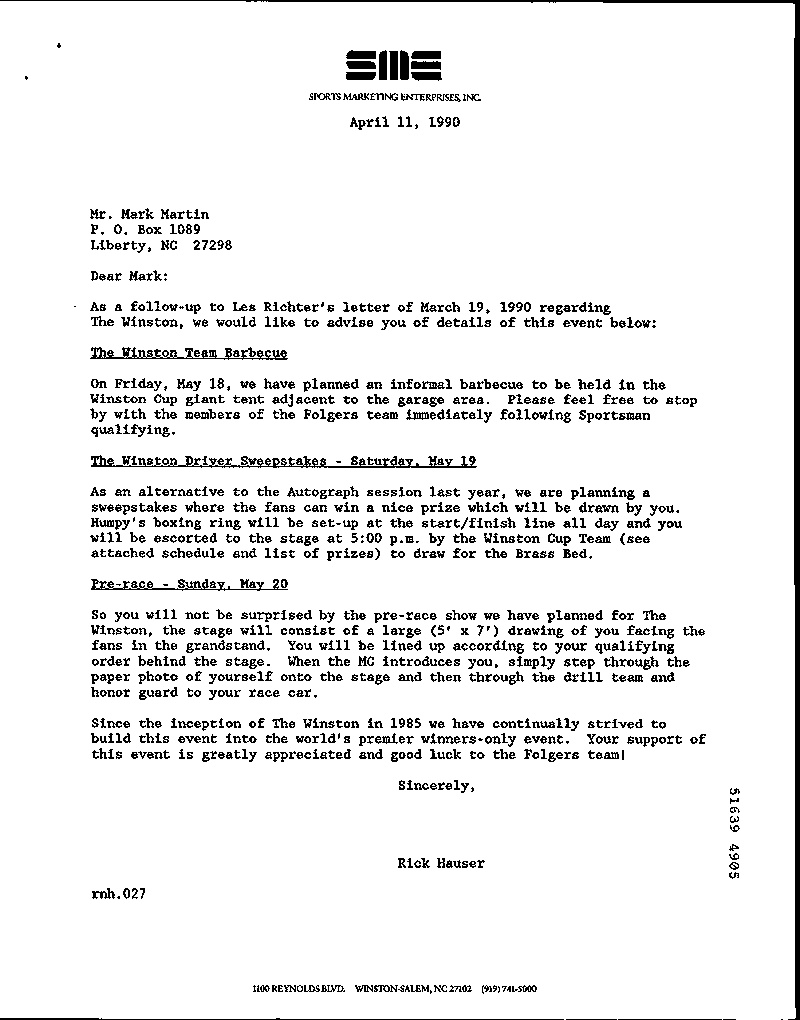 SME
SPORTS MARKETING ENTERPRISES, INC.
April 11, 1990
Mr. Mark Martin
P. O. Box 1089
Liberty, NC  27298
Dear Mark:
As a follow-up to Les Richter's letter of March 19, 1990 regarding
The Winston, we would like to advise you of details of this event below:
The Winston Team Barbecue
On Friday, May 18, we have planned an informal barbecue to be held in the
Winston Cup giant tent adjacent to the garage area.  Please feel free to stop
by with the members of the Folgers team immediately following Sportsman
qualifying.
The Winston Driver Sweepstakes - Saturday, May 19
As an alternative to the Autograph session last year, we are planning a
sweepstakes where the fans can win a nice prize which will be drawn by you.
Humpy's boxing ring will be set-up at the start/finish line all day and you
will be escorted to the stage at 5:00 p.m. by the Winston Cup Team (see
attached schedule and list of prizes) to draw for the Brass Bed.
Pre-race - Sunday, May 20
So you will not be surprised by the pre-race show we have planned for The
Winston, the stage will consist of a large (5' x 7') drawing of you facing the
fans in the grandstand.  You will be lined up according to your qualifying
order behind the stage.  When the MC introduces you, simply step through the
paper photo of yourself onto the stage and then through the drill team and
honor guard to your race car.
Since the inception of The Winston in 1985 we have continually strived to
build this event into the world's premier winners-only event.  Your support of
this event is greatly appreciated and good luck to the Folgers team!
Sincerely,
Rick Hauser
rnh.027
51639 4905
1100 REYNOLDS BLVD.  WINSTON-SALEM, NC 27102  (919) 741-5000